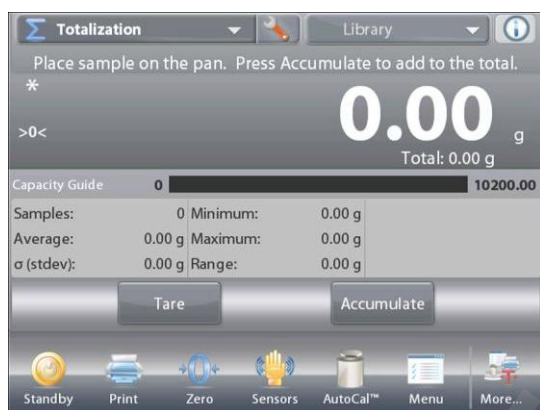 Σ Totalization Library
Place sample on the pan. Press Accumulate to add to the total.
*
0.00 g
>0<
Total: 0.00 g
Capacity Guide 0 10200.00
Samples: 0 Minimum: 0.00 g
Average: 0.00 g Maximum: 0.00 g
σ (stdev): 0.00 g Range: 0.00 g
Tare Accumulate
Standby Print Zero Sensors AutoCal™ Menu More...